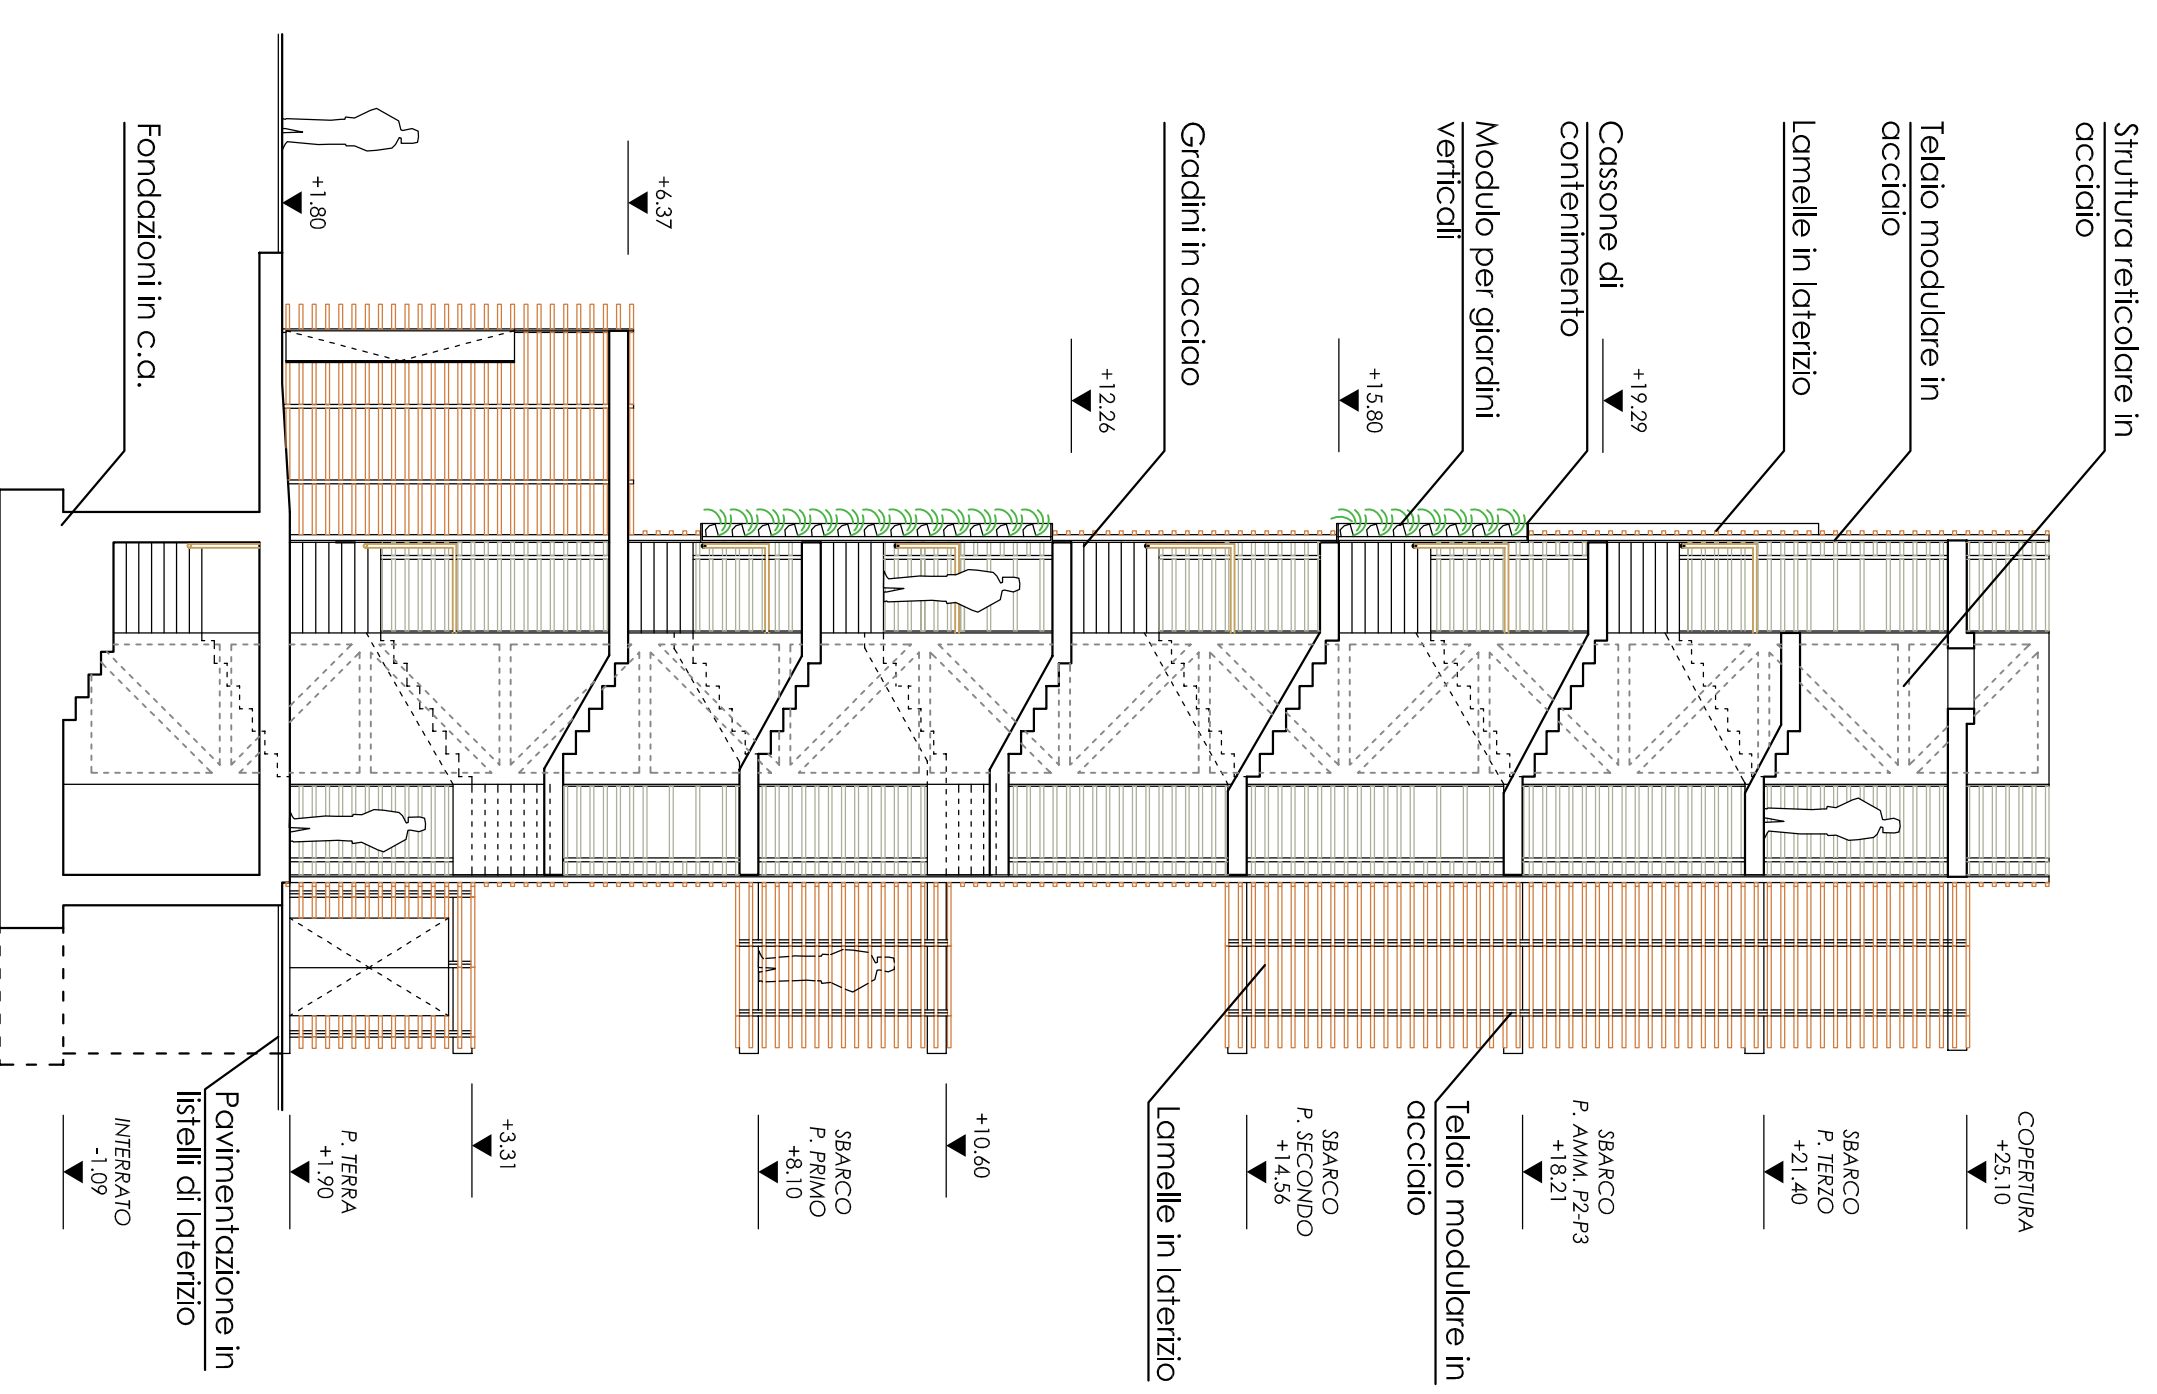 Struttura reticolare in
acciaio
Telaio modulare in
acciaio
Lamelle in laterizio
+19.29
Cassone di
contenimento
Modulo per giardini
verticali
+15.80
+12.26
Gradini in acciao
+6.37
+1.80
Fondazioni in c.a.
COPERTURA
+25.10
SBARCO
P. TERZO
+21.40
SBARCO
P. AMM. P2-P3
+18.21
Telaio modulare in
acciaio
SBARCO
P. SECONDO
+14.56
Lamelle in laterizio
+10.60
SBARCO
P. PRIMO
+8.10
+3.31
P. TERRA
+1.90
Pavimentazione in
listelli di laterizio
INTERRATO
-1.09